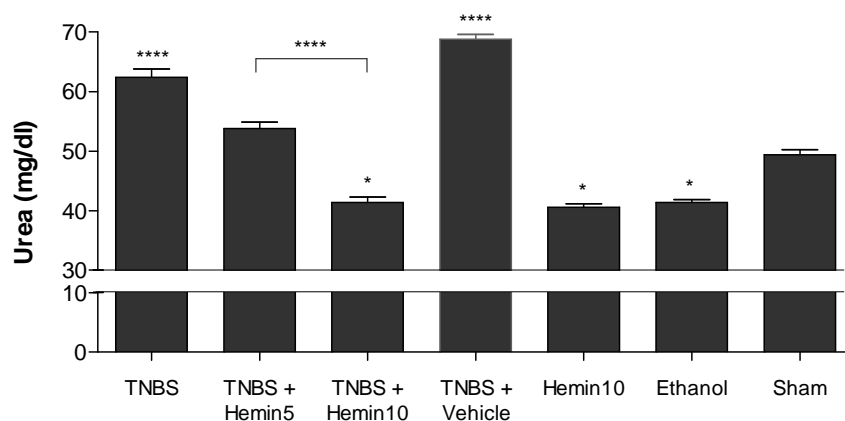 70
****
****
****
60
50
40
*
*
*
30
10
0
Urea (mg/dl)
TNBS
TNBS +
Hemin5
TNBS +
Hemin10
TNBS +
Vehicle
Hemin10
Ethanol
Sham